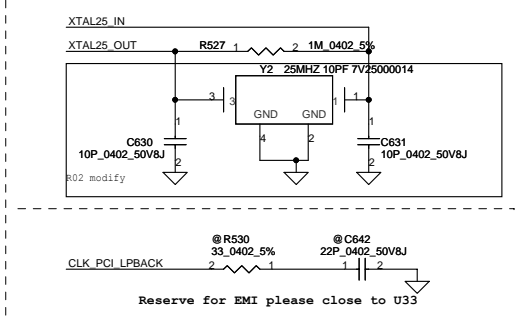 XTAL25_IN
XTAL25_OUT R527 1 2 1M_0402_5%
Y2 25MHZ 10PF 7V25000014
3 3 1 1
GND GND
1 4 2 1
C630 C631
10P_0402_50V8J 10P_0402_50V8J
2 2
R02 modify
@R530 @C642
33_0402_5% 22P_0402_50V8J
CLK_PCI_LPBACK 2 1 1 2
Reserve for EMI please close to U33